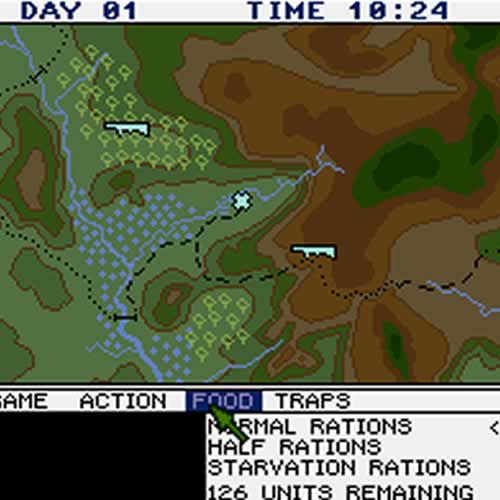 DAY 01 TIME 10:24
GAME ACTION FOOD TRAPS
NORMAL RATIONS <
HALF RATIONS
STARVATION RATIONS
126 UNITS REMAINING